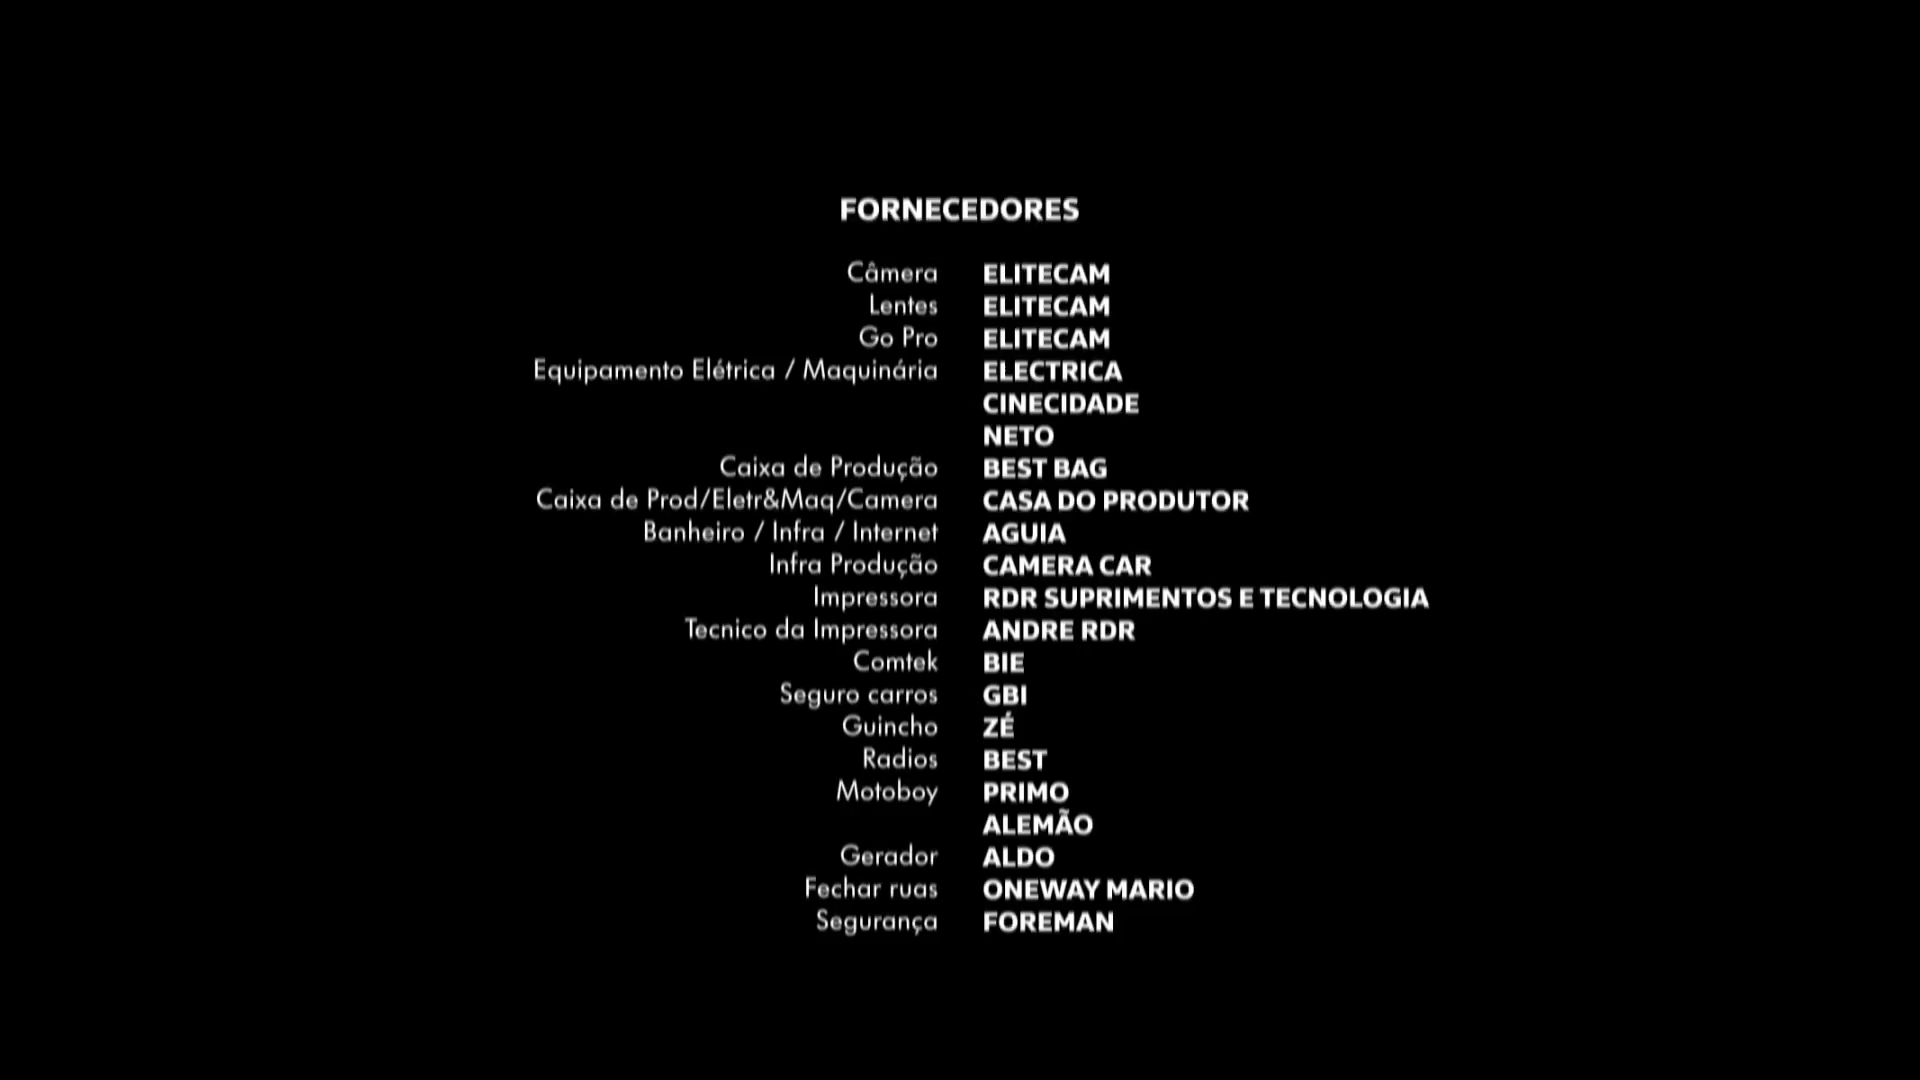 FORNECEDORES
Câmera ELITECAM
Lentes ELITECAM
Go Pro ELITECAM
Equipamento Elétrica / Maquinária ELECTRICA
CINECIDADE
NETO
Caixa de Produção BEST BAG
Caixa de Prod/Eletr&Maq/Camera CASA DO PRODUTOR
Banheiro / Infra / Internet AGUIA
Infra Produção CAMERA CAR
Impressora RDR SUPRIMENTOS E TECNOLOGIA
Tecnico da Impressora ANDRE RDR
Comtek BIE
Seguro carros GBI
Guincho ZÉ
Radios BEST
Motoboy PRIMO
ALEMÃO
Gerador ALDO
Fechar ruas ONEWAY MARIO
Segurança FOREMAN